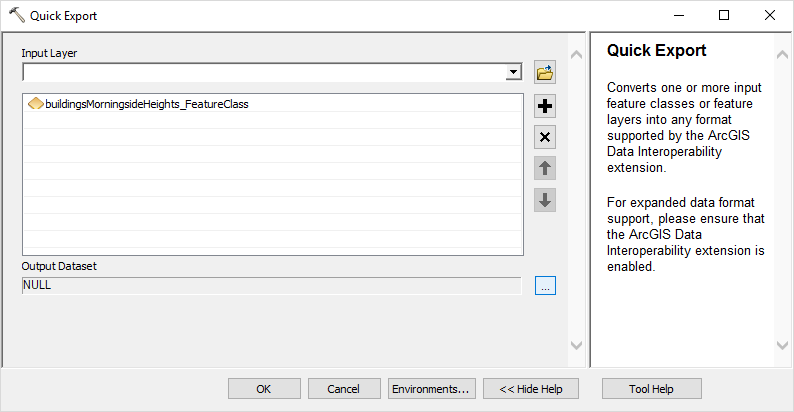 Quick Export
Input Layer
buildingsMorningsideHeights_FeatureClass
Output Dataset
NULL
...
OK
Cancel
Environments...
<< Hide Help
Tool Help
Quick Export
Converts one or more input
feature classes or feature
layers into any format
supported by the ArcGIS
Data Interoperability
extension.
For expanded data format
support, please ensure that
the ArcGIS Data
Interoperability extension is
enabled.